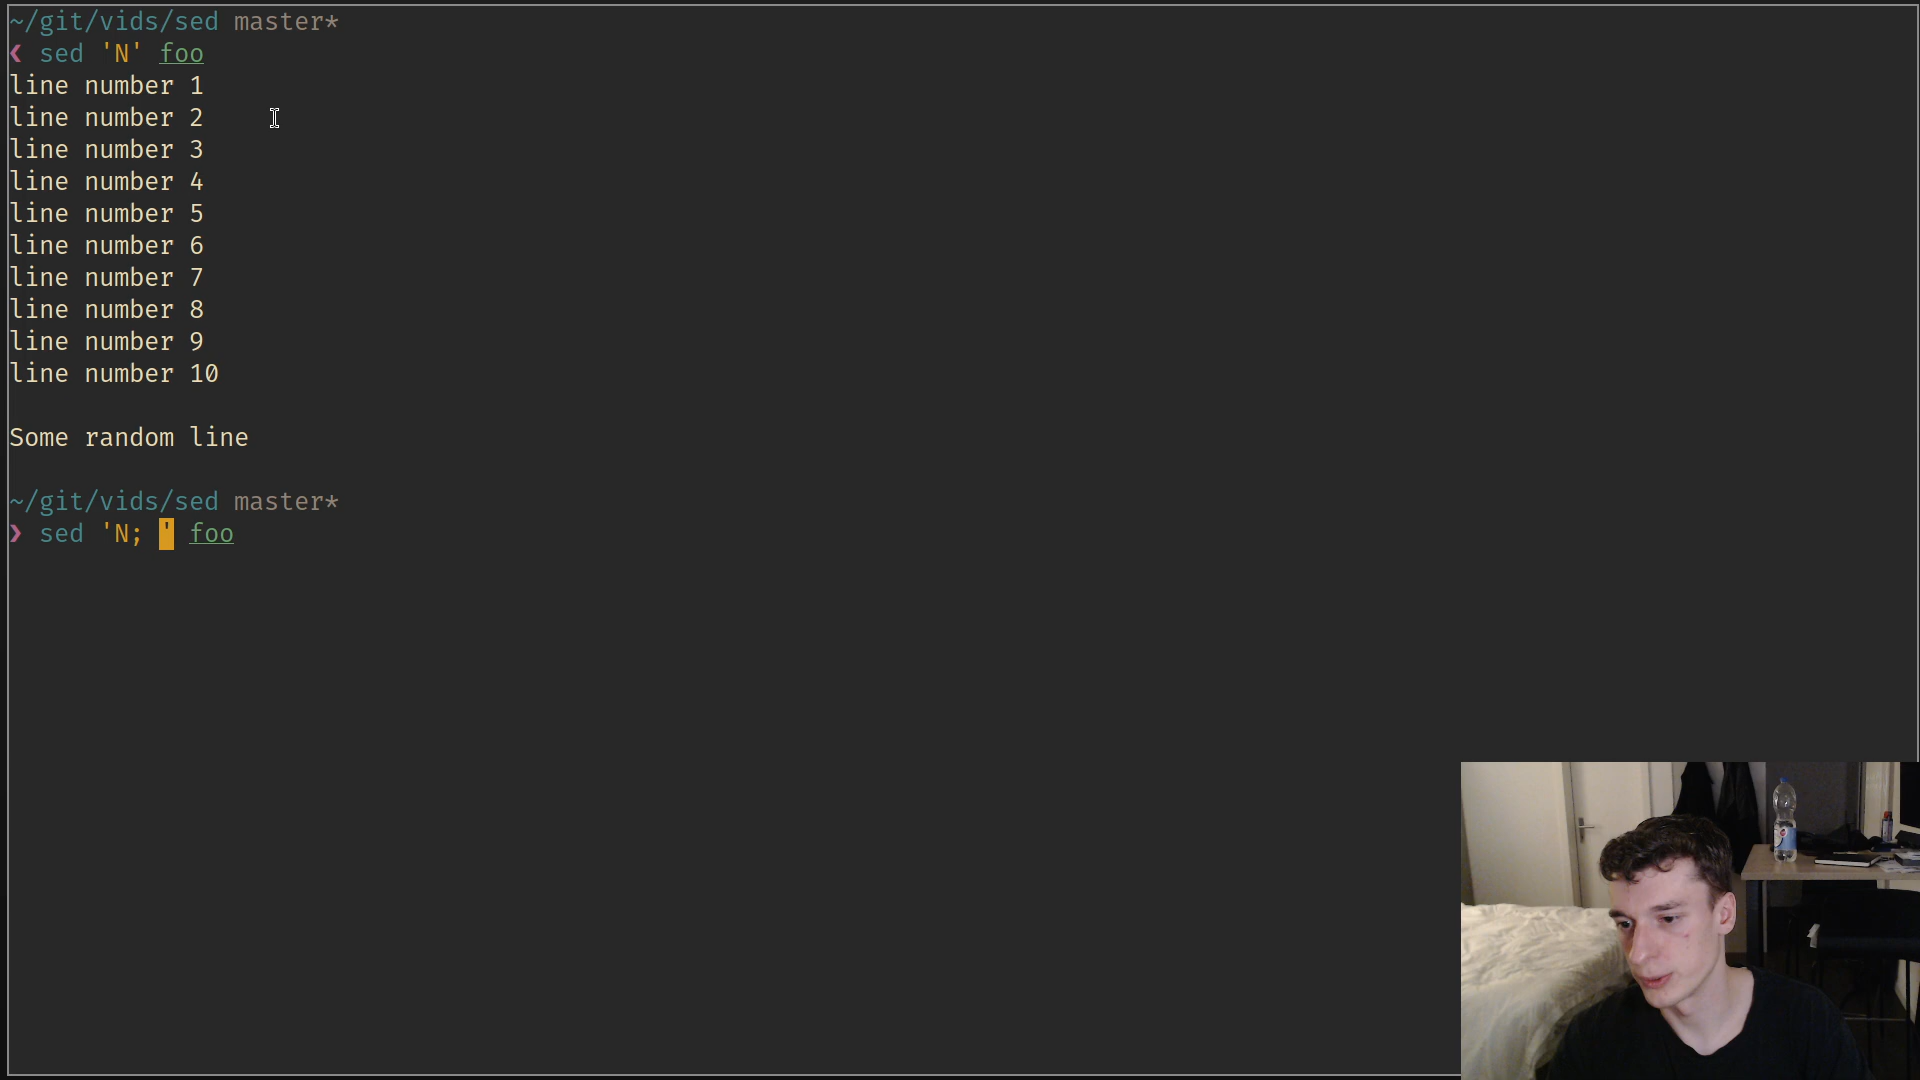 ~/git/vids/sed master*
❮ sed 'N' foo
line number 1
line number 2
line number 3
line number 4
line number 5
line number 6
line number 7
line number 8
line number 9
line number 10
Some random line
~/git/vids/sed master*
❯ sed 'N; ' foo